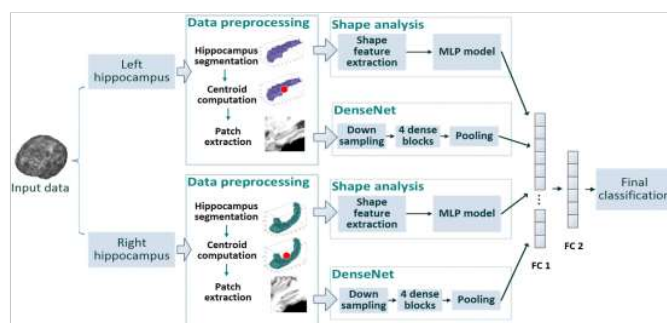 Data preprocessing
Shape analysis
Hippocampus
segmentation
Shape
feature
extraction
MLP model
Left
hippocampus
Centroid
computation
DenseNet
Patch
extraction
Down
sampling
4 dense
blocks
Pooling
Input data
Data preprocessing
Shape analysis
Hippocampus
segmentation
Shape
feature
extraction
MLP model
Final
classification
Right
hippocampus
Centroid
computation
FC 1
FC 2
DenseNet
Patch
extraction
Down
sampling
4 dense
blocks
Pooling